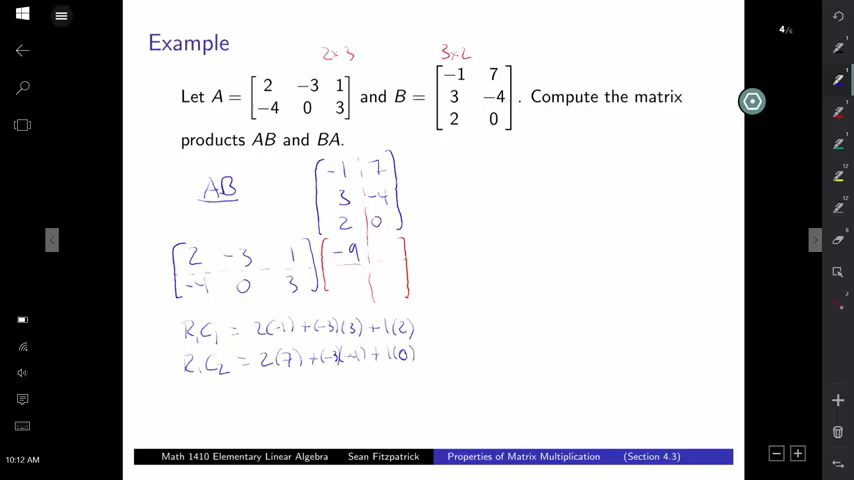 4/6
Example
2×3 3×2
Let A = [ 2 −3 1 ; −4 0 3 ] and B = [ −1 7 ; 3 −4 ; 2 0 ]. Compute the matrix
products AB and BA.
AB
-1 7
3 -4
2 0
2 -3 1 -9
-4 0 3
R₁C₁ = 2(-1) + (-3)(3) + 1(2)
R₁C₂ = 2(7) + (-3)(-4) + 1(0)
10:12 AM
Math 1410 Elementary Linear Algebra Sean Fitzpatrick Properties of Matrix Multiplication (Section 4.3)